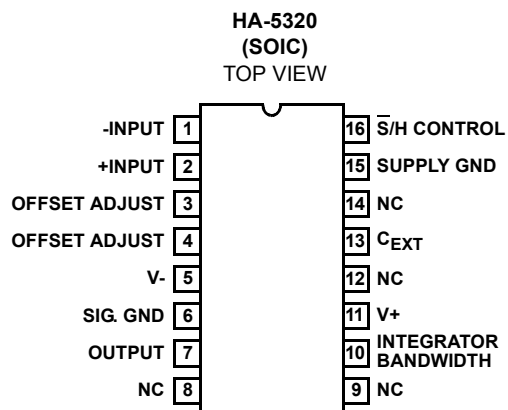 HA-5320
(SOIC)
TOP VIEW
-INPUT 1
+INPUT 2
OFFSET ADJUST 3
OFFSET ADJUST 4
V- 5
SIG. GND 6
OUTPUT 7
NC 8
16 S̅/H CONTROL
15 SUPPLY GND
14 NC
13 CEXT
12 NC
11 V+
10 INTEGRATOR
BANDWIDTH
9 NC